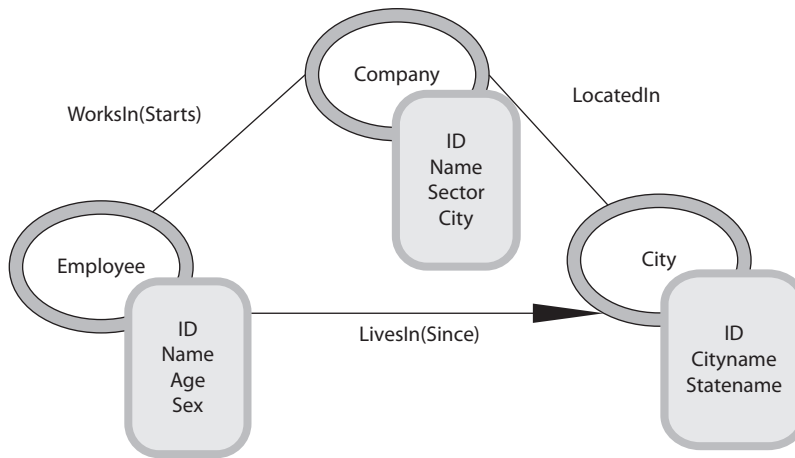 Company
WorksIn(Starts)
LocatedIn
ID
Name
Sector
City
Employee
City
ID
Name
Age
Sex
LivesIn(Since)
ID
Cityname
Statename